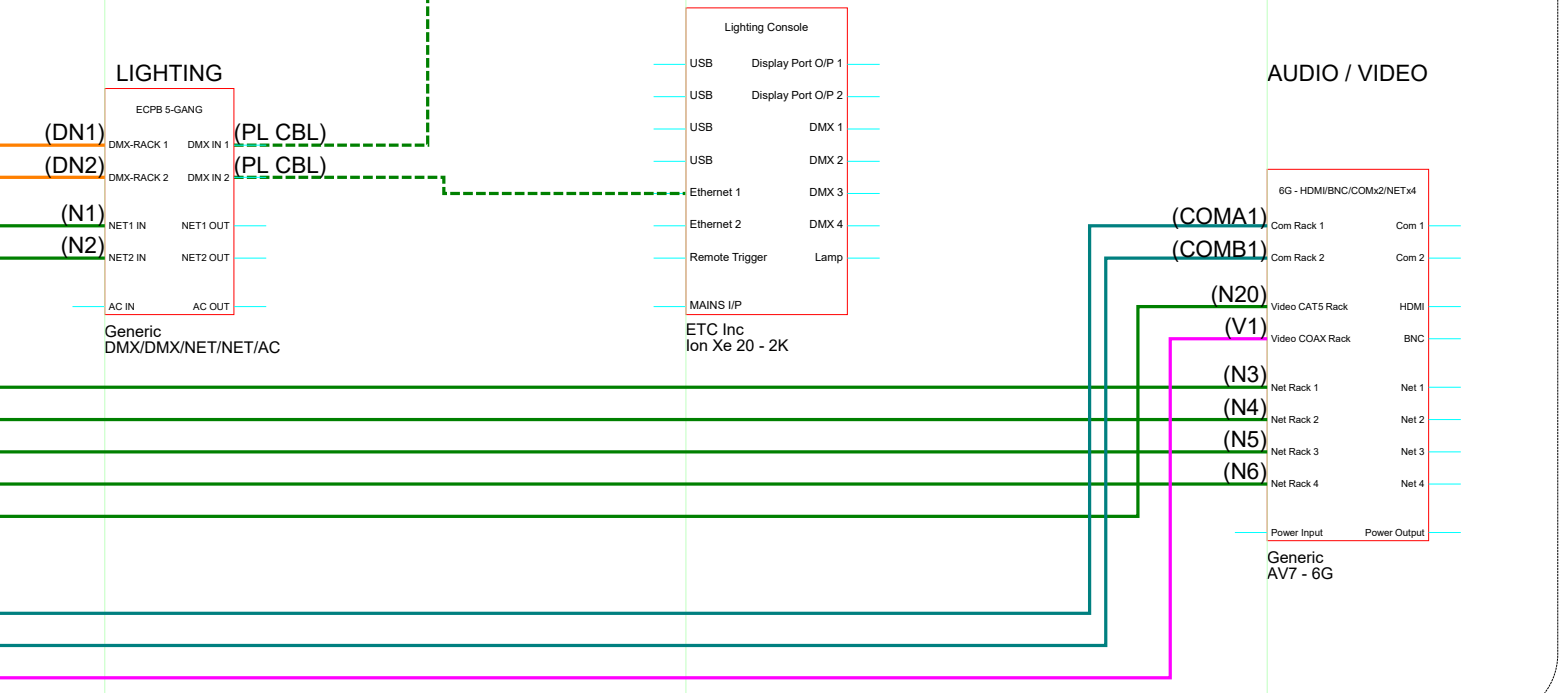 LIGHTING
ECPB 5-GANG
(DN1) DMX-RACK 1 DMX IN 1 (PL CBL)
(DN2) DMX-RACK 2 DMX IN 2 (PL CBL)
(N1) NET1 IN NET1 OUT
(N2) NET2 IN NET2 OUT
AC IN AC OUT
Generic
DMX/DMX/NET/NET/AC
Lighting Console
USB Display Port O/P 1
USB Display Port O/P 2
USB DMX 1
USB DMX 2
Ethernet 1 DMX 3
Ethernet 2 DMX 4
Remote Trigger Lamp
MAINS I/P
ETC Inc
Ion Xe 20 - 2K
AUDIO / VIDEO
6G - HDMI/BNC/COMx2/NETx4
(COMA1) Com Rack 1 Com 1
(COMB1) Com Rack 2 Com 2
(N20) Video CAT5 Rack HDMI
(V1) Video COAX Rack BNC
(N3) Net Rack 1 Net 1
(N4) Net Rack 2 Net 2
(N5) Net Rack 3 Net 3
(N6) Net Rack 4 Net 4
Power Input Power Output
Generic
AV7 - 6G